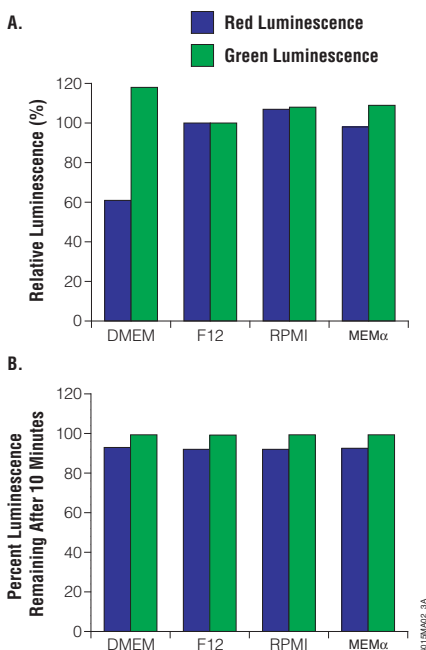 A.
Red Luminescence
Green Luminescence
Relative Luminescence (%)
120
100
80
60
40
20
0
DMEM F12 RPMI MEMα
B.
Percent Luminescence
Remaining After 10 Minutes
120
100
80
60
40
20
0
DMEM F12 RPMI MEMα